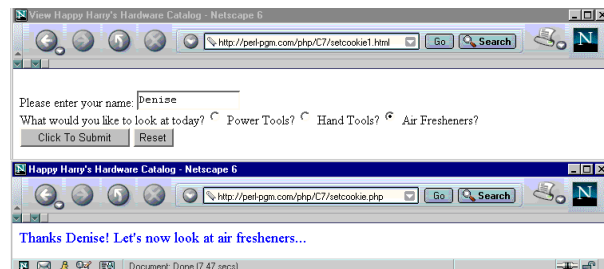 View Happy Harry's Hardware Catalog - Netscape 6
http://perl-pgm.com/php/C7/setcookie1.html Go Search N
Please enter your name: Denise
What would you like to look at today? Power Tools? Hand Tools? Air Fresheners?
Click To Submit Reset
Happy Harry's Hardware Catalog - Netscape 6
http://perl-pgm.com/php/C7/setcookie.php Go Search N
Thanks Denise! Let's now look at air fresheners...
Document: Done (7.47 secs)